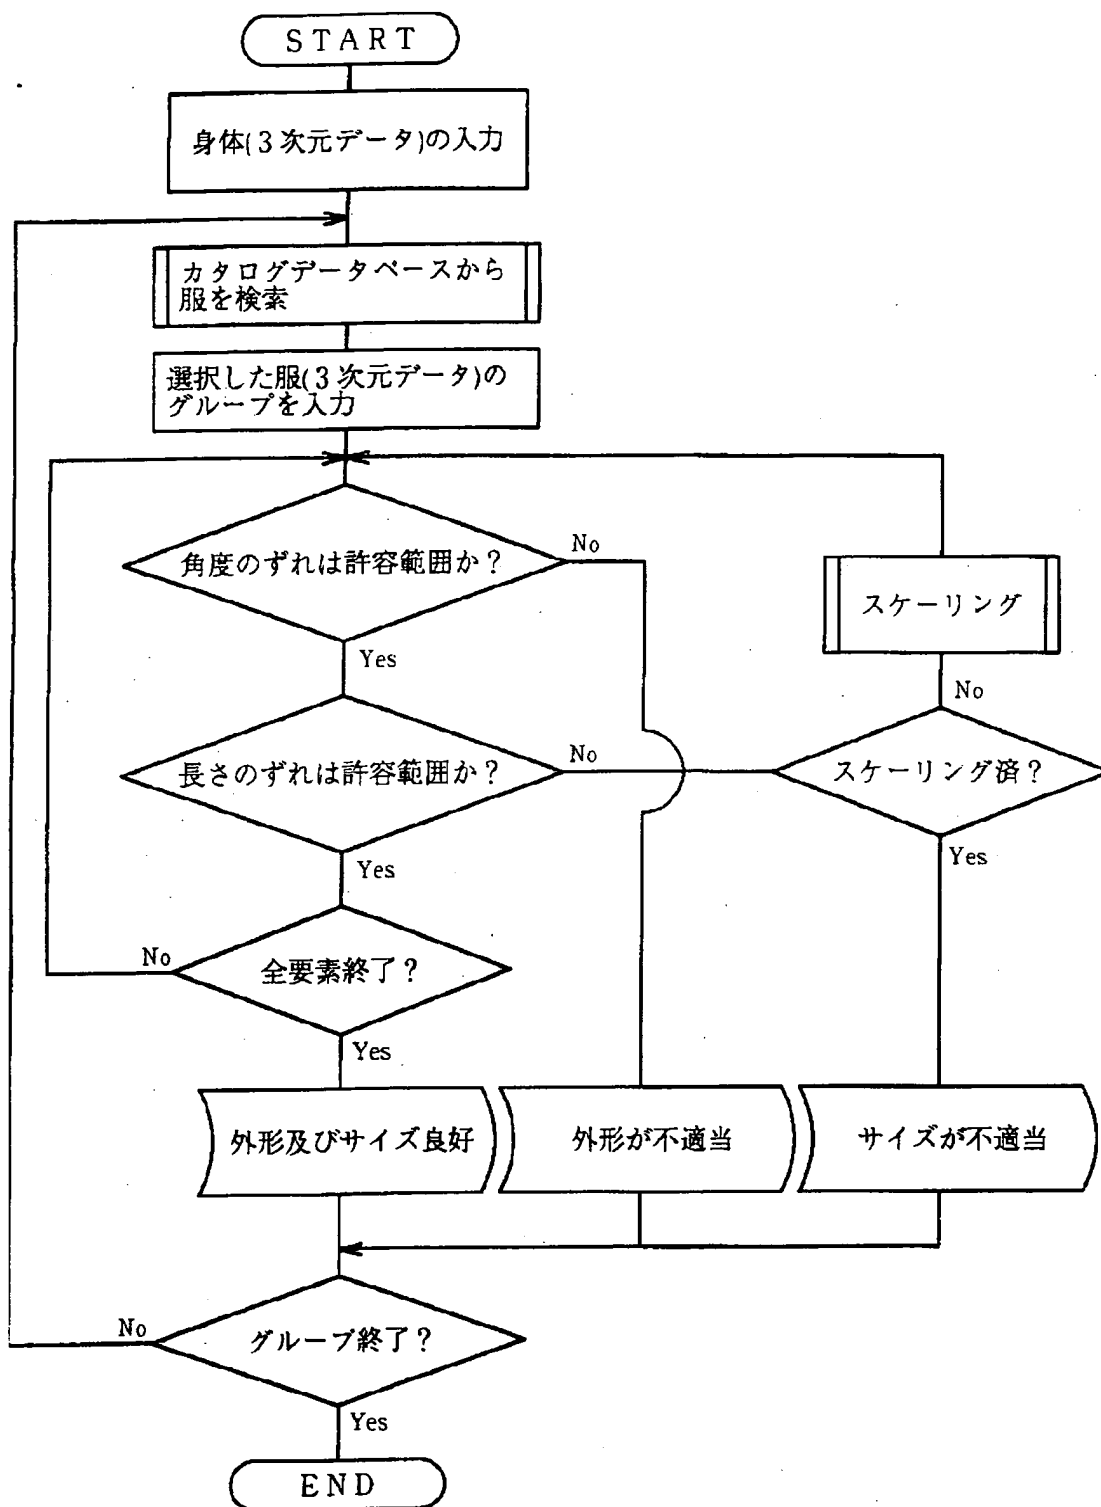 START
身体(3次元データ)の入力
カタログデータベースから
服を検索
選択した服(3次元データ)の
グループを入力
角度のずれは許容範囲か?
No
Yes
スケーリング
No
長さのずれは許容範囲か?
No
スケーリング済?
Yes
Yes
No
全要素終了?
Yes
外形及びサイズ良好
外形が不適当
サイズが不適当
No
グループ終了?
Yes
END